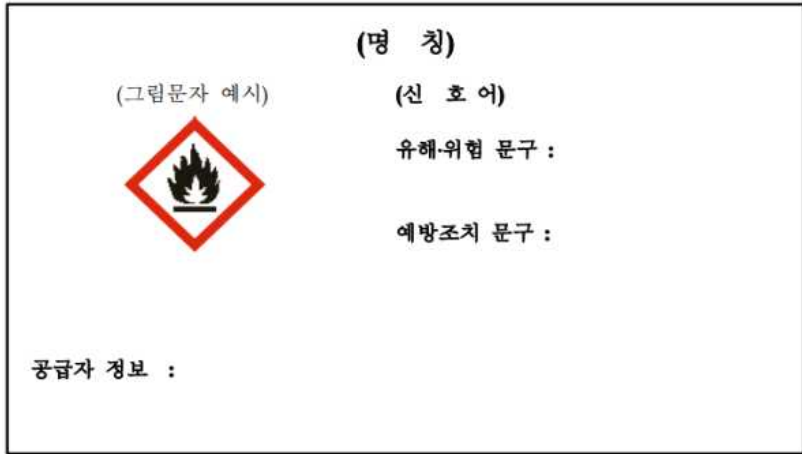 (명 칭)
(그림문자 예시)
(신 호 어)
유해·위험 문구 :
예방조치 문구 :
공급자 정보 :